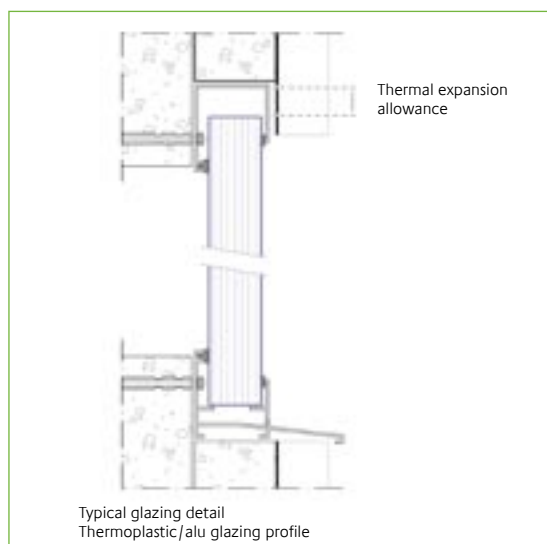 Thermal expansion
allowance
Typical glazing detail
Thermoplastic/alu glazing profile